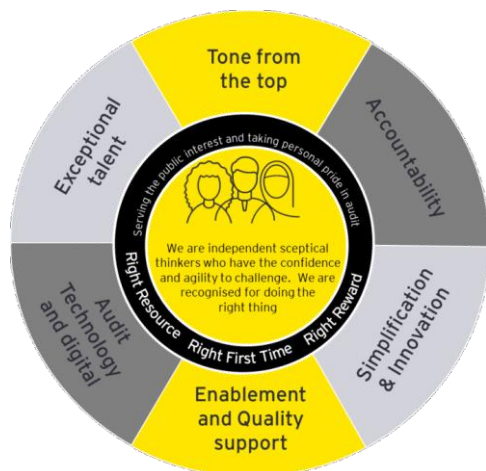 Tone from
the top
Accountability
Simplification
& Innovation
Enablement
and Quality
support
Audit
Technology
and digital
Exceptional
talent
Serving the public interest and taking personal pride in audit
We are independent sceptical
thinkers who have the confidence
and agility to challenge. We are
recognised for doing the
right thing
Right Resource
Right First Time
Right Reward